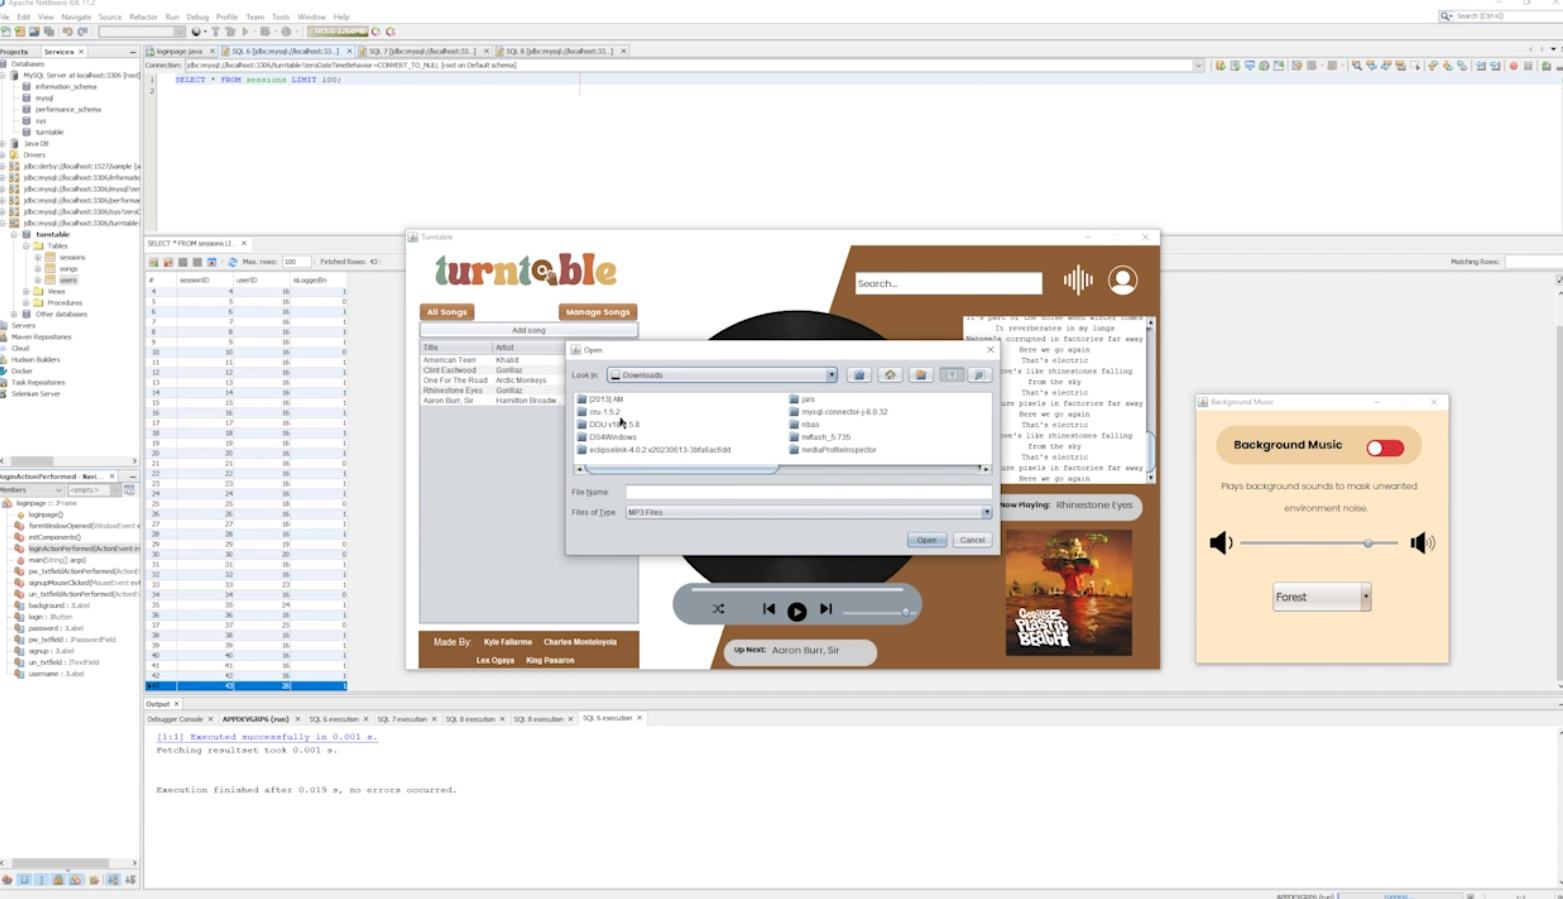 Apache NetBeans IDE 11.2
File Edit View Navigate Source Refactor Run Debug Profile Team Tools Window Help
Search (Ctrl+I)
Projects Services
loginpage.java SQL 6 [jdbc:mysql://localhost:33...] SQL 7 [jdbc:mysql://localhost:33...] SQL 8 [jdbc:mysql://localhost:33...]
Connection: jdbc:mysql://localhost:3306/turntable?zeroDateTimeBehavior=CONVERT_TO_NULL [root on Default schema]
1 SELECT * FROM sessions LIMIT 100;
2
Databases
MySQL Server at localhost:3306 [root]
information_schema
mysql
performance_schema
sys
turntable
Java DB
Drivers
jdbc:derby://localhost:1527/sample [a
jdbc:mysql://localhost:3306/informatic
jdbc:mysql://localhost:3306/mysql?zer
jdbc:mysql://localhost:3306/performar
jdbc:mysql://localhost:3306/sys?zeroD
jdbc:mysql://localhost:3306/turntable
turntable
Tables
sessions
songs
users
Views
Procedures
Other databases
Servers
Maven Repositories
Cloud
Hudson Builders
Docker
Task Repositories
Selenium Server
loginActionPerformed - Navi...
Members <empty>
loginpage :: JFrame
loginpage()
formWindowOpened(WindowEvent e
initComponents()
loginActionPerformed(ActionEvent ev
main(String[] args)
pw_txtfieldActionPerformed(ActionE
signupMouseClicked(MouseEvent evt
un_txtfieldActionPerformed(ActionE
background : JLabel
login : JButton
password : JLabel
pw_txtfield : JPasswordField
signup : JLabel
un_txtfield : JTextField
username : JLabel
SELECT * FROM sessions LI...
Max. rows: 100 Fetched Rows: 43
Matching Rows:
# sessionID userID isLoggedIn
4 4 16 1
5 5 16 0
6 6 16 1
7 7 16 1
8 8 16 1
9 9 16 1
10 10 16 0
11 11 16 1
12 12 16 1
13 13 16 1
14 14 16 1
15 15 16 1
16 16 16 1
17 17 16 1
18 18 16 1
19 19 16 1
20 20 16 1
21 21 16 0
22 22 16 1
23 23 16 1
24 24 16 1
25 25 18 0
26 26 16 1
27 27 16 1
28 28 16 1
29 29 19 0
30 30 20 0
31 31 16 1
32 32 16 1
33 33 23 1
34 34 16 0
35 35 24 1
36 36 16 1
37 37 25 0
38 38 16 1
39 39 16 1
40 40 16 1
41 41 16 1
42 42 16 1
43 26 1
Turntable
turntable
Search...
All Songs Manage Songs
Add song
Title Artist
American Teen Khalid
Clint Eastwood Gorillaz
One For The Road Arctic Monkeys
Rhinestone Eyes Gorillaz
Aaron Burr, Sir Hamilton Broadw...
Made By: Kyle Fallarme Charles Monteloyola
Lex Ogaya King Pasaron
it's part of the noise when winter comes
It reverberates in my lungs
Nature's corrupted in factories far away
Here we go again
That's electric
ove's like rhinestones falling
from the sky
That's electric
ure pixels in factories far away
Here we go again
That's electric
ove's like rhinestones falling
from the sky
That's electric
ure pixels in factories far away
Here we go again
Now Playing: Rhinestone Eyes
GORILLAZ
PLASTIC
BEACH
Up Next: Aaron Burr, Sir
Open
Look In: Downloads
[2013] AM
cru-1.5.2
DS4Windows
jars
mysql-connector-j-8.0.32
nbas
nvflash_5.735
nvidiaProfileInspector
File Name:
Files of Type: MP3 Files
Open Cancel
Background Music
Background Music
Plays background sounds to mask unwanted
environment noise.
Forest
Output
Debugger Console APPDEVGRP6 (run) SQL 6 execution SQL 7 execution SQL 8 execution SQL 8 execution SQL 6 execution
[1:1] Executed successfully in 0.001 s.
Fetching resultset took 0.001 s.
Execution finished after 0.019 s, no errors occurred.
APPDEVGRP6 (run) running... 1:1